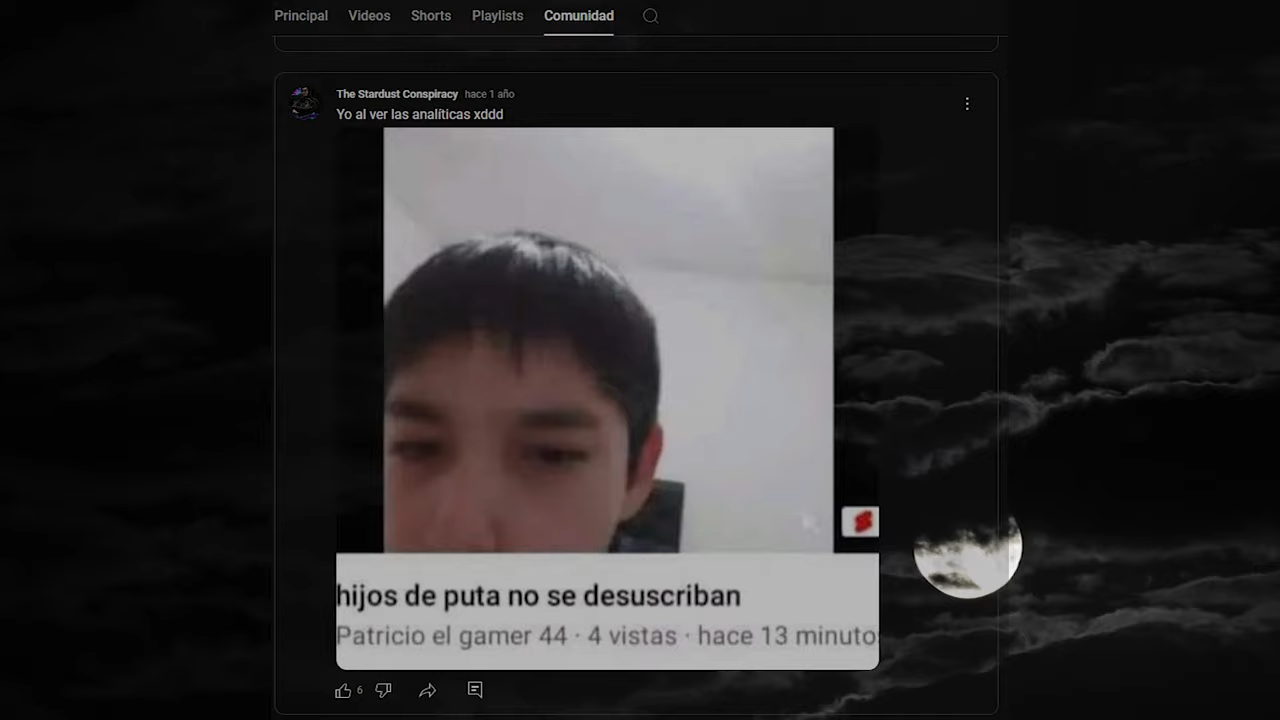 Principal Videos Shorts Playlists Comunidad
The Stardust Conspiracy hace 1 año
Yo al ver las analíticas xddd
hijos de puta no se desuscriban
Patricio el gamer 44 · 4 vistas · hace 13 minutos
6